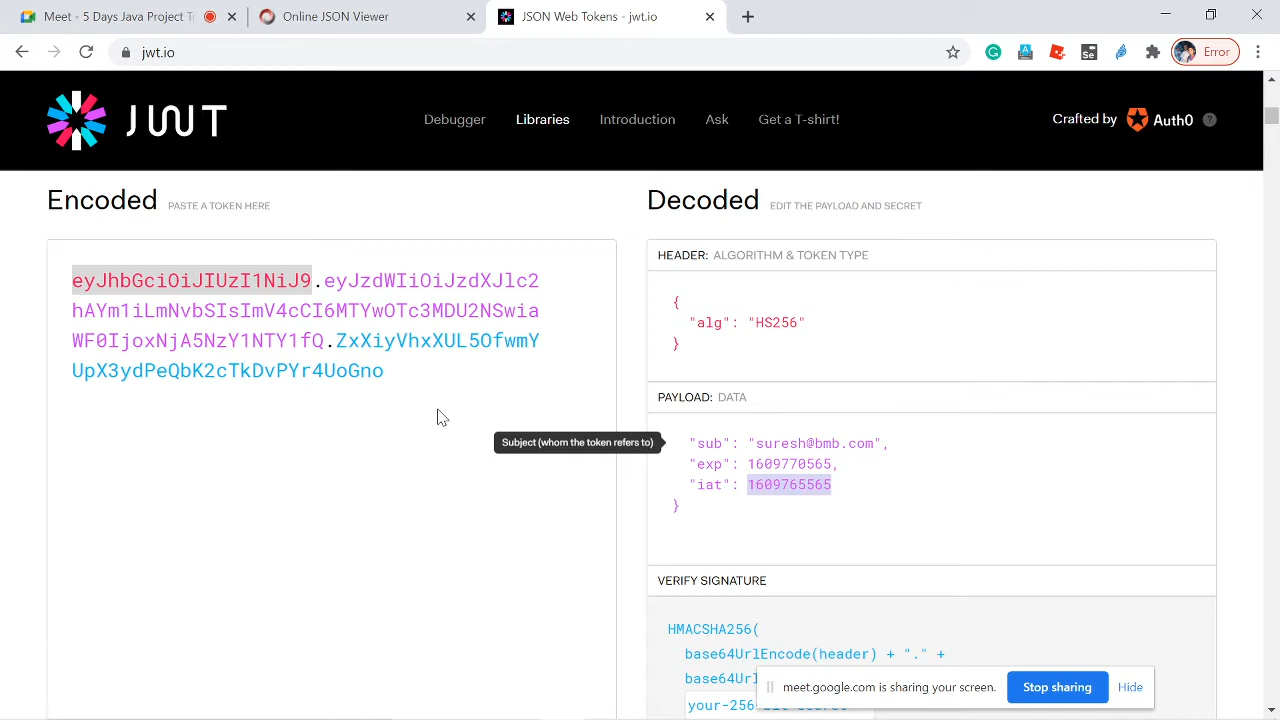 Meet - 5 Days Java Project Tr
Online JSON Viewer
JSON Web Tokens - jwt.io
jwt.io
Se
Error
JWT
Debugger
Libraries
Introduction
Ask
Get a T-shirt!
Crafted by
Auth0
?
Encoded PASTE A TOKEN HERE
Decoded EDIT THE PAYLOAD AND SECRET
eyJhbGciOiJIUzI1NiJ9.eyJzdWIiOiJzdXJlc2
hAYm1iLmNvbSIsImV4cCI6MTYwOTc3MDU2NSwia
WF0IjoxNjA5NzY1NTY1fQ.ZxXiyVhxXUL5OfwmY
UpX3ydPeQbK2cTkDvPYr4UoGno
HEADER: ALGORITHM & TOKEN TYPE
{
"alg": "HS256"
}
PAYLOAD: DATA
Subject (whom the token refers to)
"sub": "suresh@bmb.com",
"exp": 1609770565,
"iat": 1609765565
}
VERIFY SIGNATURE
HMACSHA256(
base64UrlEncode(header) + "." +
meet.google.com is sharing your screen.
Stop sharing
Hide